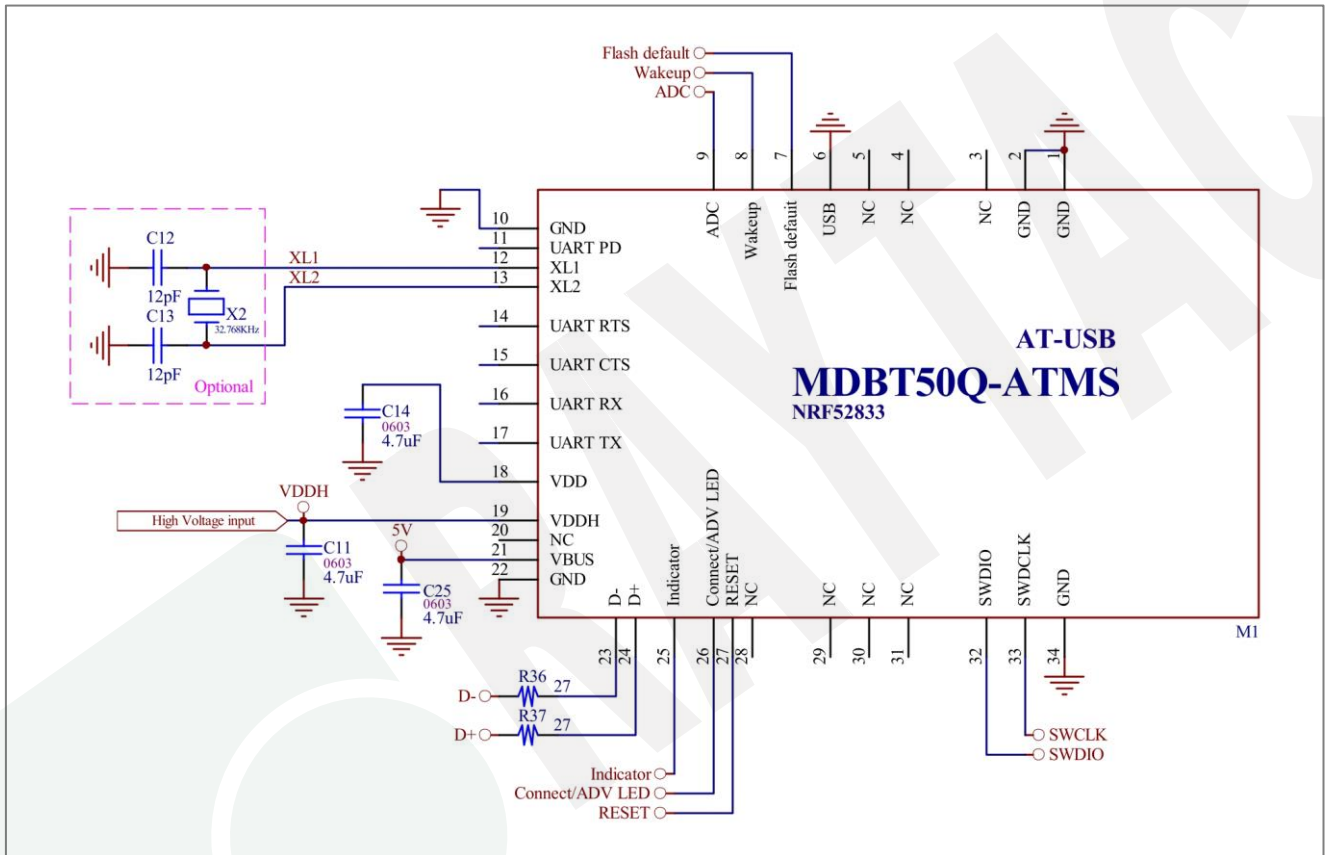 Flash default
Wakeup
ADC
9
8
7
6
5
4
3
2
1
ADC
Wakeup
Flash defauit
USB
NC
NC
NC
GND
GND
10 GND
11 UART PD
12 XL1
13 XL2
14 UART RTS
15 UART CTS
16 UART RX
17 UART TX
18 VDD
19 VDDH
20 NC
21 VBUS
22 GND
C12
12pF
C13
12pF
X2
32.768KHz
Optional
XL1
XL2
C14
0603
4.7uF
VDDH
High Voltage input
C11
0603
4.7uF
5V
C25
0603
4.7uF
AT-USB
MDBT50Q-ATMS
NRF52833
D-
D+
Indicator
Connect/ADV LED
RESET
NC
NC
NC
NC
SWDIO
SWDCLK
GND
M1
23
24
25
26
27
28
29
30
31
32
33
34
R36
D- 27
R37
D+ 27
Indicator
Connect/ADV LED
RESET
SWCLK
SWDIO
RAYTAC